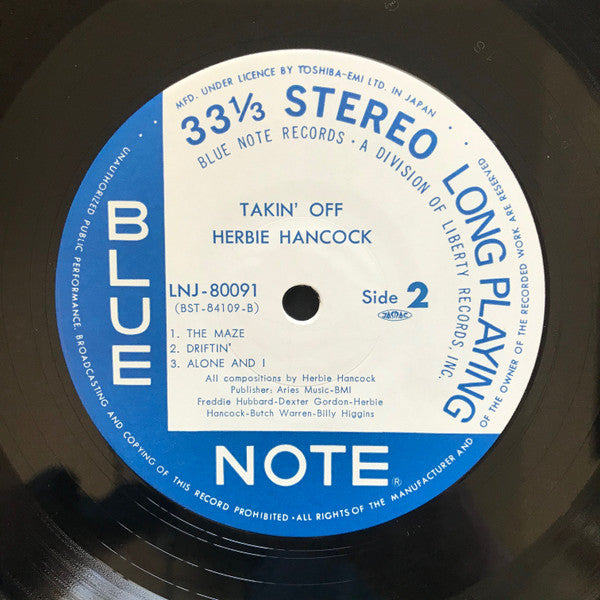 MFD. UNDER LICENCE BY TOSHIBA-EMI LTD. IN JAPAN
33⅓ STEREO LONG PLAYING
BLUE NOTE RECORDS · A DIVISION OF LIBERTY RECORDS, INC.
TAKIN' OFF
HERBIE HANCOCK
LNJ-80091
(BST-84109-B)
Side 2
JASRAC
1. THE MAZE
2. DRIFTIN'
3. ALONE AND I
All compositions by Herbie Hancock
Publisher: Aries Music-BMI
Freddie Hubbard-Dexter Gordon-Herbie
Hancock-Butch Warren-Billy Higgins
BLUE
NOTE®
UNAUTHORIZED PUBLIC PERFORMANCE, BROADCASTING AND COPYING OF THIS RECORD PROHIBITED · ALL RIGHTS OF THE MANUFACTURER AND OF THE OWNER OF THE RECORDED WORK ARE RESERVED